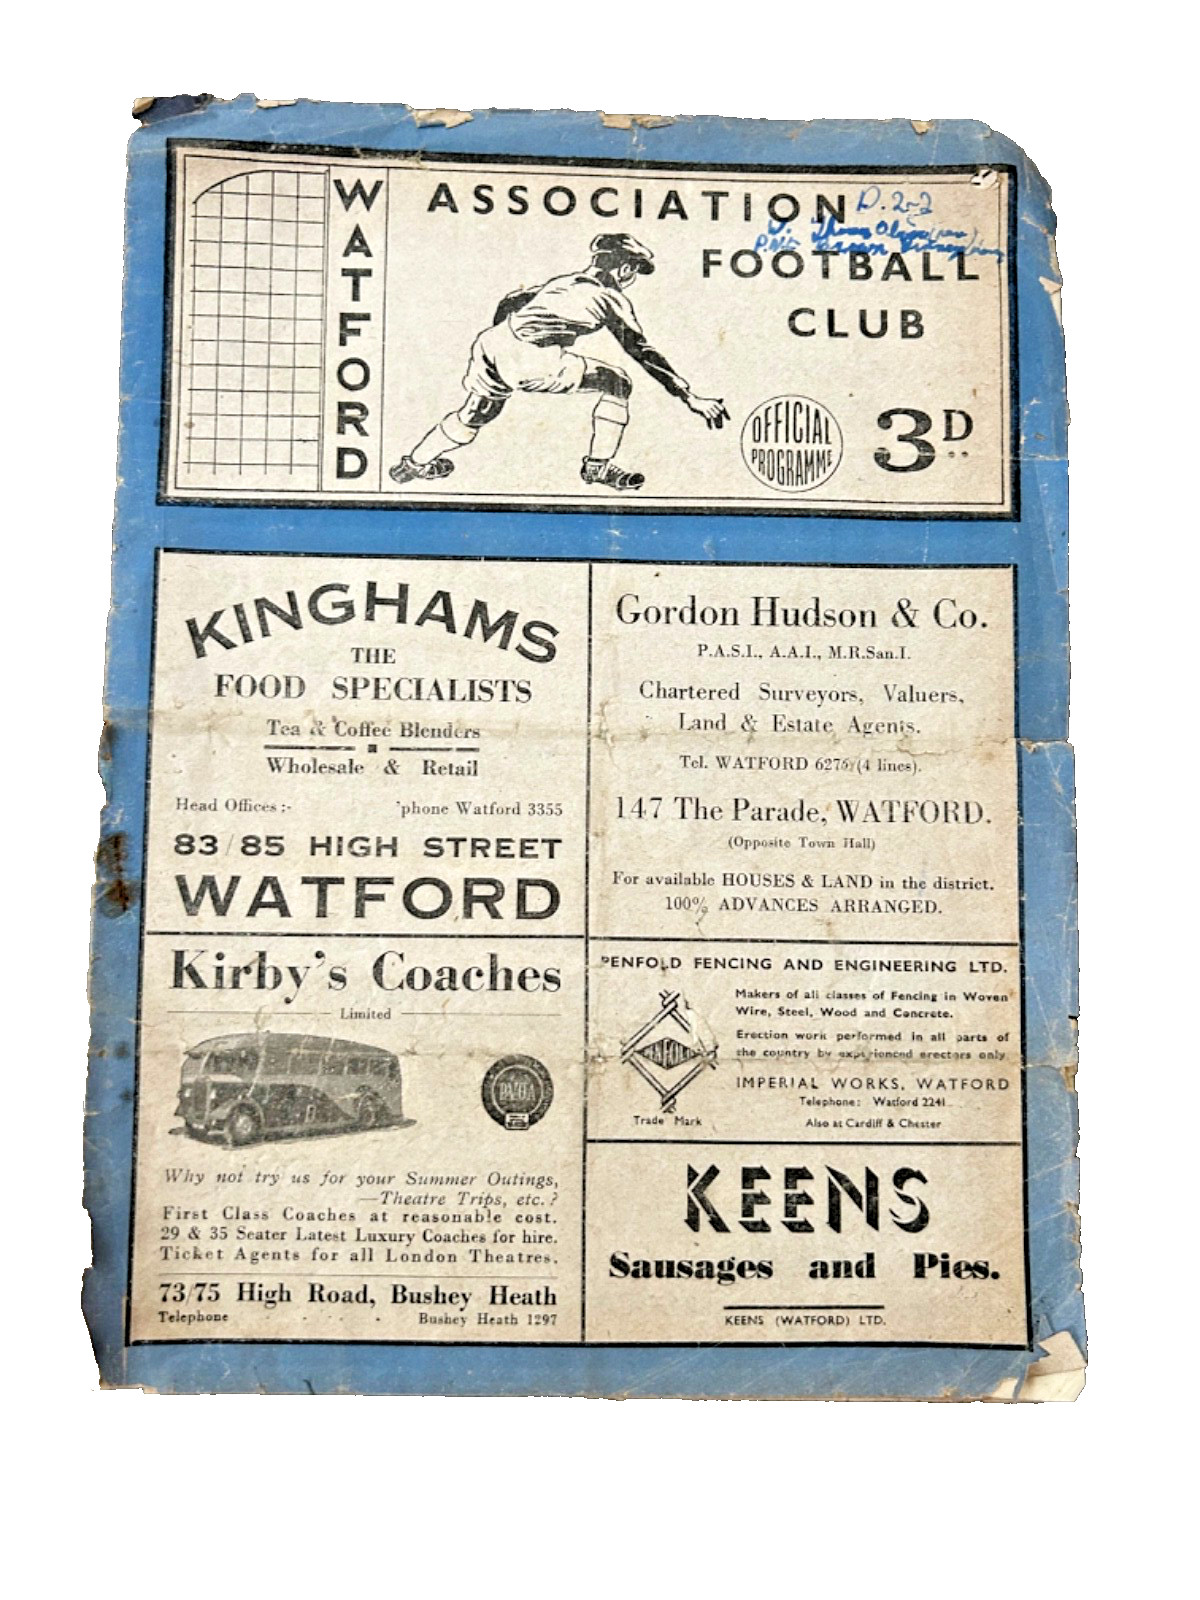 WATFORD
ASSOCIATION
FOOTBALL
CLUB
D. 2-2
OFFICIAL
PROGRAMME
3D
KINGHAMS
THE
FOOD SPECIALISTS
Tea & Coffee Blenders
Wholesale & Retail
Head Offices :- 'phone Watford 3355
83/85 HIGH STREET
WATFORD
Gordon Hudson & Co.
P.A.S.I., A.A.I., M.R.San.I.
Chartered Surveyors, Valuers,
Land & Estate Agents.
Tel. WATFORD 6276 (4 lines).
147 The Parade, WATFORD.
(Opposite Town Hall)
For available HOUSES & LAND in the district.
100% ADVANCES ARRANGED.
Kirby's Coaches
Limited
Why not try us for your Summer Outings,
—Theatre Trips, etc.?
First Class Coaches at reasonable cost.
29 & 35 Seater Latest Luxury Coaches for hire.
Ticket Agents for all London Theatres.
73/75 High Road, Bushey Heath
Telephone . . . . Bushey Heath 1297
PENFOLD FENCING AND ENGINEERING LTD.
Makers of all classes of Fencing in Woven
Wire, Steel, Wood and Concrete.
Erection work performed in all parts of
the country by experienced erectors only
PENFOLD
IMPERIAL WORKS, WATFORD
Telephone: Watford 2241
Trade Mark
Also at Cardiff & Chester
KEENS
Sausages and Pies.
KEENS (WATFORD) LTD.